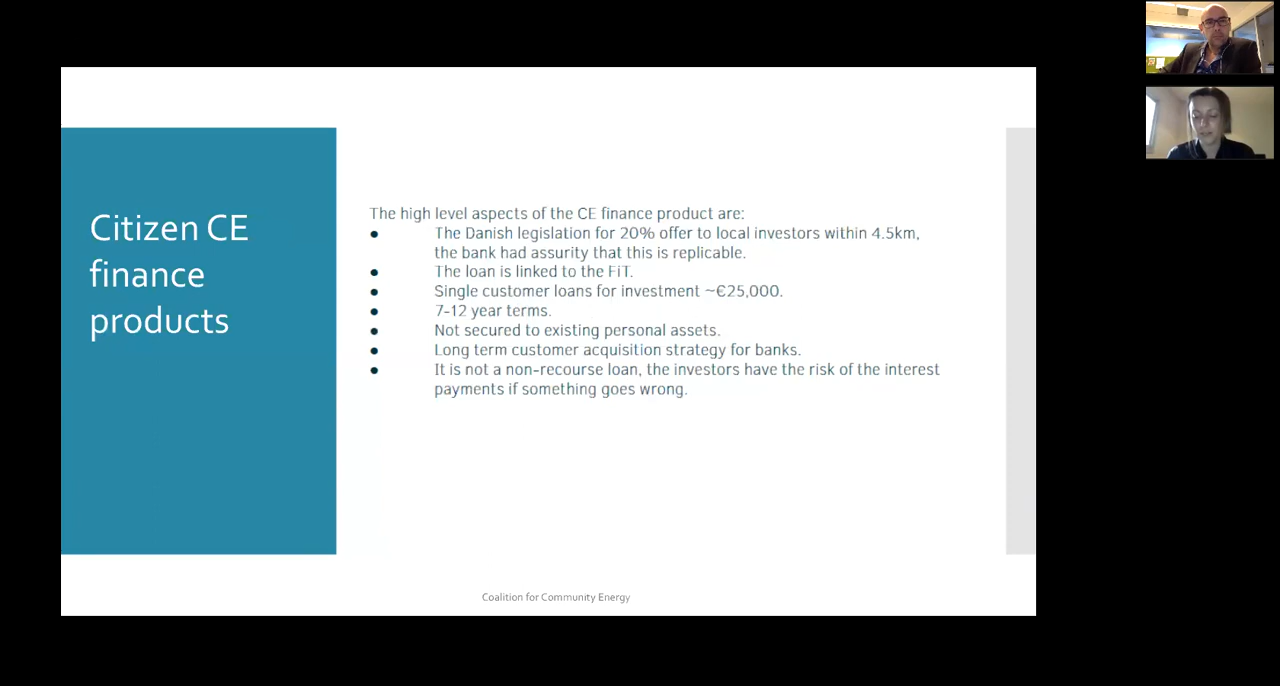 Citizen CE
finance
products
The high level aspects of the CE finance product are:
● The Danish legislation for 20% offer to local investors within 4.5km,
the bank had assurity that this is replicable.
● The loan is linked to the FiT.
● Single customer loans for investment ~€25,000.
● 7-12 year terms.
● Not secured to existing personal assets.
● Long term customer acquisition strategy for banks.
● It is not a non-recourse loan, the investors have the risk of the interest
payments if something goes wrong.
Coalition for Community Energy